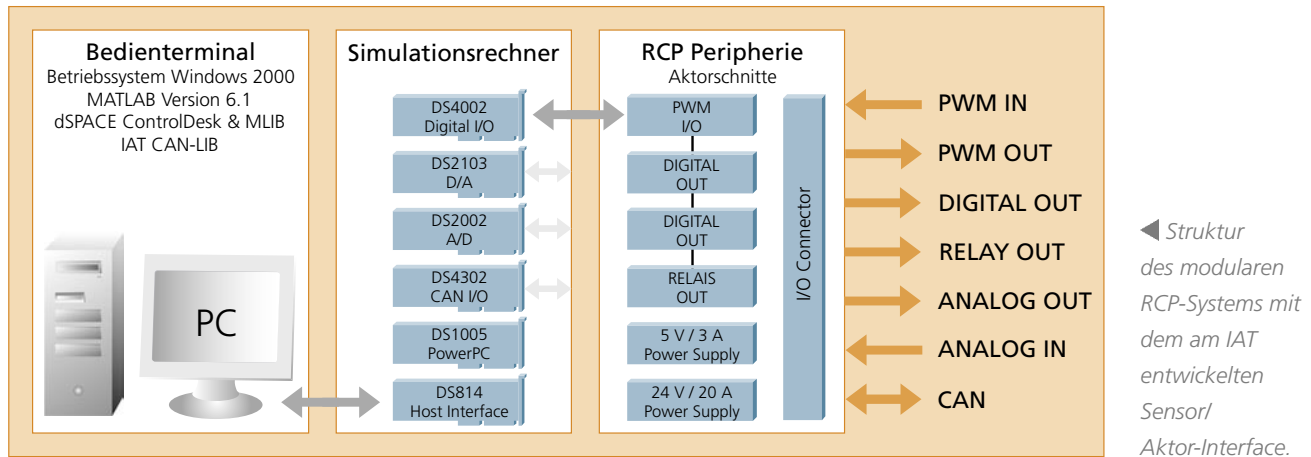 Bedienterminal
Betriebssystem Windows 2000
MATLAB Version 6.1
dSPACE ControlDesk & MLIB
IAT CAN-LIB
PC
Simulationsrechner
DS4002
Digital I/O
DS2103
D/A
DS2002
A/D
DS4302
CAN I/O
DS1005
PowerPC
DS814
Host Interface
RCP Peripherie
Aktorschnitte
PWM
I/O
DIGITAL
OUT
DIGITAL
OUT
RELAIS
OUT
5 V / 3 A
Power Supply
24 V / 20 A
Power Supply
I/O Connector
PWM IN
PWM OUT
DIGITAL OUT
RELAY OUT
ANALOG OUT
ANALOG IN
CAN
Struktur
des modularen
RCP-Systems mit
dem am IAT
entwickelten
Sensor/
Aktor-Interface.